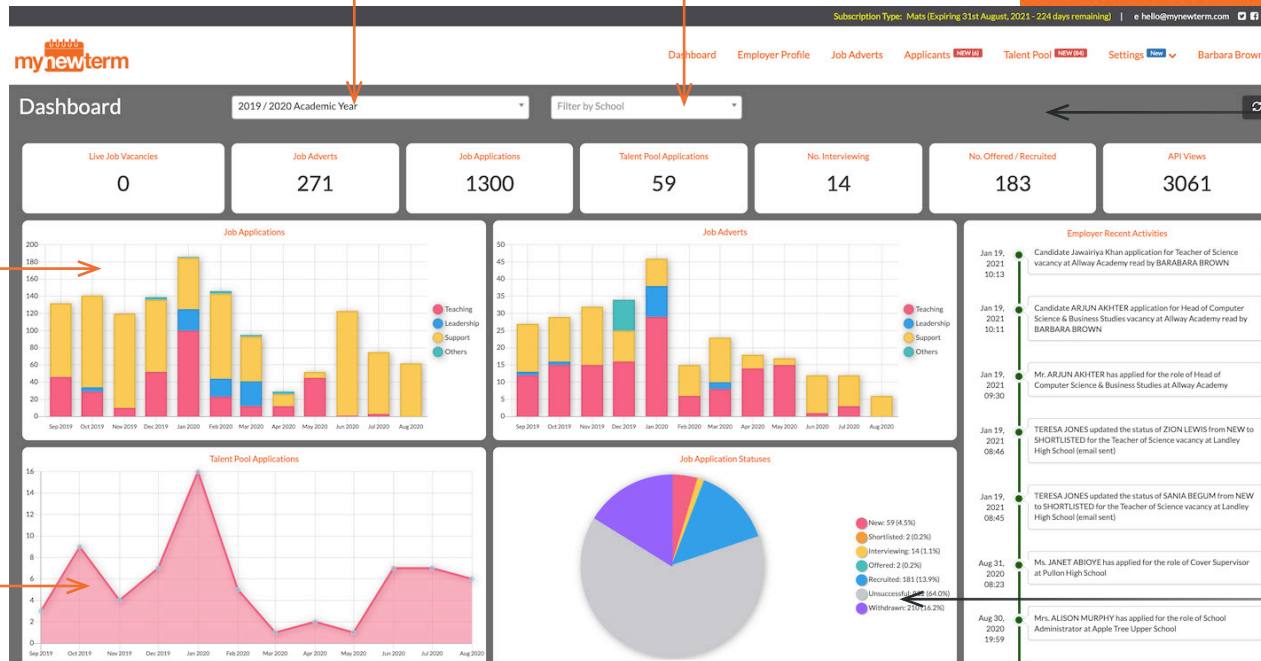 Subscription Type: Mats (Expiring 31st August, 2021 - 224 days remaining) | e hello@mynewterm.com
mynewterm
Dashboard Employer Profile Job Adverts Applicants NEW (6) Talent Pool NEW (84) Settings New Barbara Brown
Dashboard
2019 / 2020 Academic Year
Filter by School
Live Job Vacancies
0
Job Adverts
271
Job Applications
1300
Talent Pool Applications
59
No. Interviewing
14
No. Offered / Recruited
183
API Views
3061
Job Applications
200
180
160
140
120
100
80
60
40
20
0
Sep 2019 Oct 2019 Nov 2019 Dec 2019 Jan 2020 Feb 2020 Mar 2020 Apr 2020 May 2020 Jun 2020 Jul 2020 Aug 2020
Teaching
Leadership
Support
Others
Job Adverts
50
45
40
35
30
25
20
15
10
5
0
Sep 2019 Oct 2019 Nov 2019 Dec 2019 Jan 2020 Feb 2020 Mar 2020 Apr 2020 May 2020 Jun 2020 Jul 2020 Aug 2020
Teaching
Leadership
Support
Others
Employer Recent Activities
Jan 19,
2021
10:13
Candidate Jawairiya Khan application for Teacher of Science
vacancy at Allway Academy read by BARABARA BROWN
Jan 19,
2021
10:11
Candidate ARJUN AKHTER application for Head of Computer
Science & Business Studies vacancy at Allway Academy read by
BARBARA BROWN
Jan 19,
2021
09:30
Mr. ARJUN AKHTER has applied for the role of Head of
Computer Science & Business Studies at Allway Academy
Jan 19,
2021
08:46
TERESA JONES updated the status of ZION LEWIS from NEW to
SHORTLISTED for the Teacher of Science vacancy at Landley
High School (email sent)
Jan 19,
2021
08:45
TERESA JONES updated the status of SANIA BEGUM from NEW
to SHORTLISTED for the Teacher of Science vacancy at Landley
High School (email sent)
Aug 31,
2020
08:23
Ms. JANET ABIOYE has applied for the role of Cover Supervisor
at Pullon High School
Aug 30,
2020
19:59
Mrs. ALISON MURPHY has applied for the role of School
Administrator at Apple Tree Upper School
Talent Pool Applications
16
14
12
10
8
6
4
2
0
Sep 2019 Oct 2019 Nov 2019 Dec 2019 Jan 2020 Feb 2020 Mar 2020 Apr 2020 May 2020 Jun 2020 Jul 2020 Aug 2020
Job Application Statuses
New: 59 (4.5%)
Shortlisted: 2 (0.2%)
Interviewing: 14 (1.1%)
Offered: 2 (0.2%)
Recruited: 181 (13.9%)
Unsuccessful: (64.0%)
Withdrawn: 210 (16.2%)